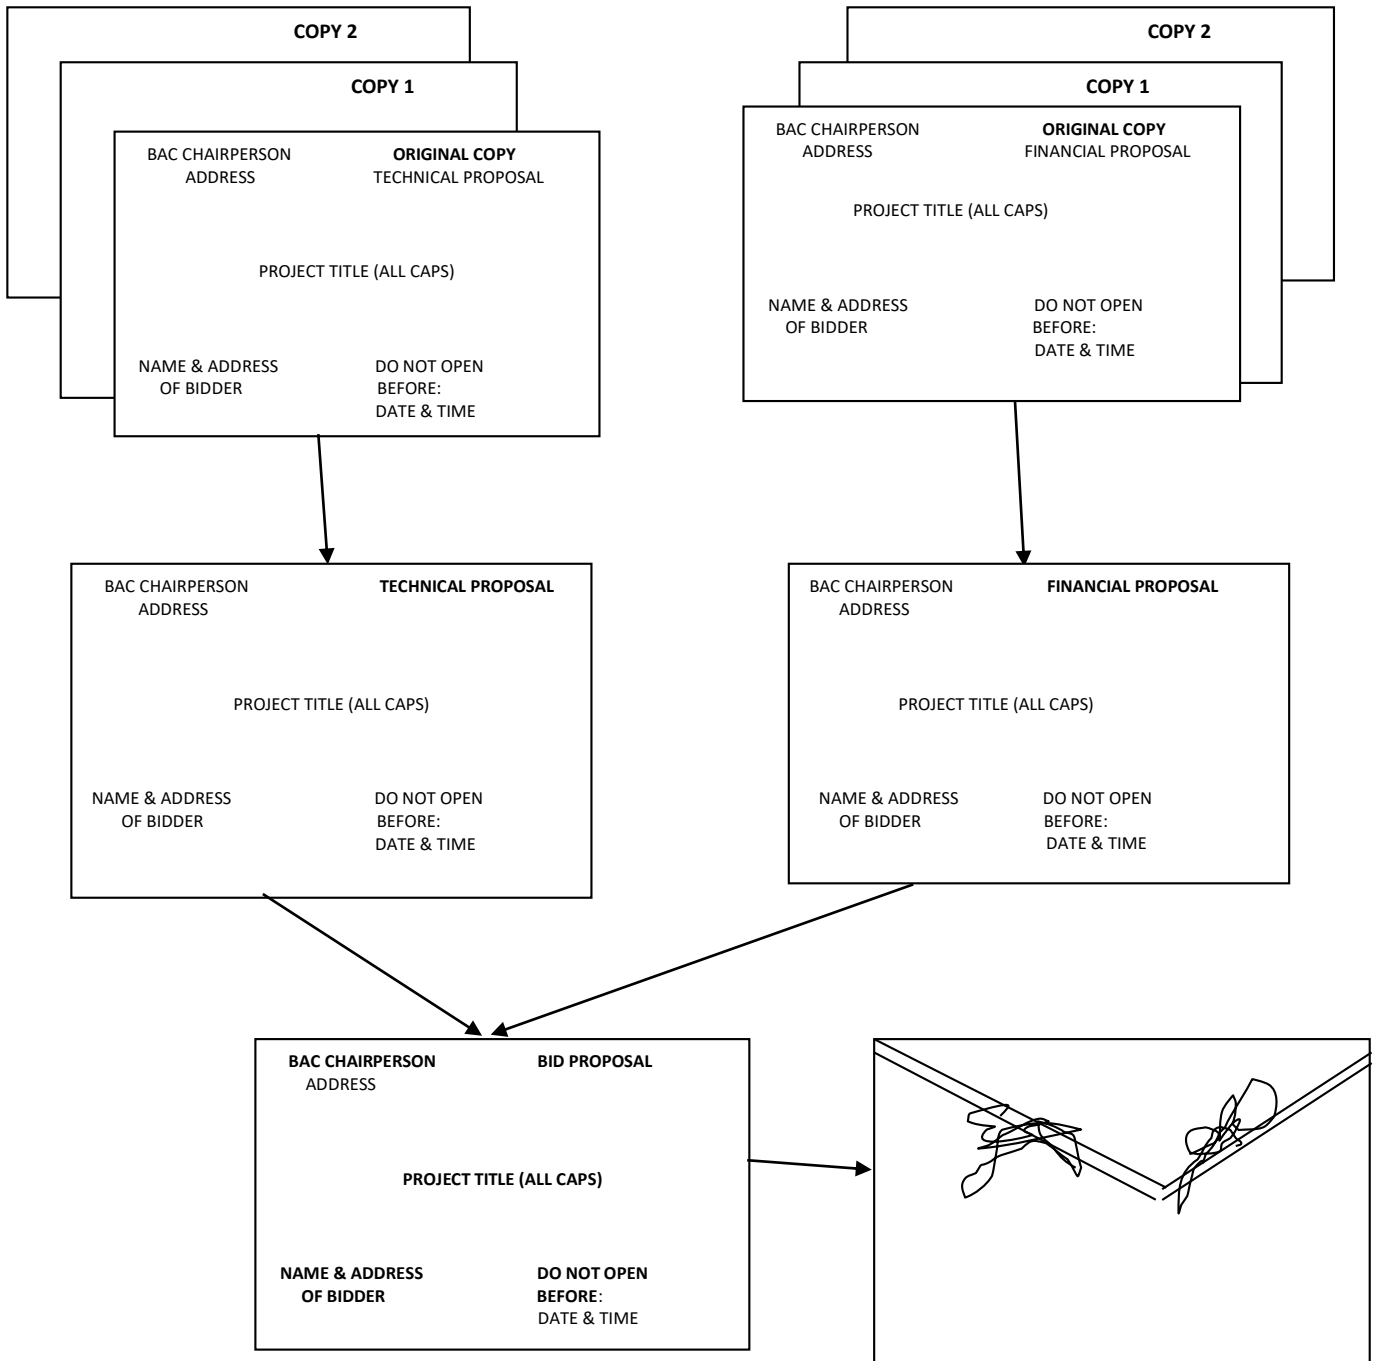 COPY 2
COPY 1
BAC CHAIRPERSON
ADDRESS
ORIGINAL COPY
TECHNICAL PROPOSAL
PROJECT TITLE (ALL CAPS)
NAME & ADDRESS
OF BIDDER
DO NOT OPEN
BEFORE:
DATE & TIME
COPY 2
COPY 1
BAC CHAIRPERSON
ADDRESS
ORIGINAL COPY
FINANCIAL PROPOSAL
PROJECT TITLE (ALL CAPS)
NAME & ADDRESS
OF BIDDER
DO NOT OPEN
BEFORE:
DATE & TIME
BAC CHAIRPERSON
ADDRESS
TECHNICAL PROPOSAL
PROJECT TITLE (ALL CAPS)
NAME & ADDRESS
OF BIDDER
DO NOT OPEN
BEFORE:
DATE & TIME
BAC CHAIRPERSON
ADDRESS
FINANCIAL PROPOSAL
PROJECT TITLE (ALL CAPS)
NAME & ADDRESS
OF BIDDER
DO NOT OPEN
BEFORE:
DATE & TIME
BAC CHAIRPERSON
ADDRESS
BID PROPOSAL
PROJECT TITLE (ALL CAPS)
NAME & ADDRESS
OF BIDDER
DO NOT OPEN
BEFORE:
DATE & TIME